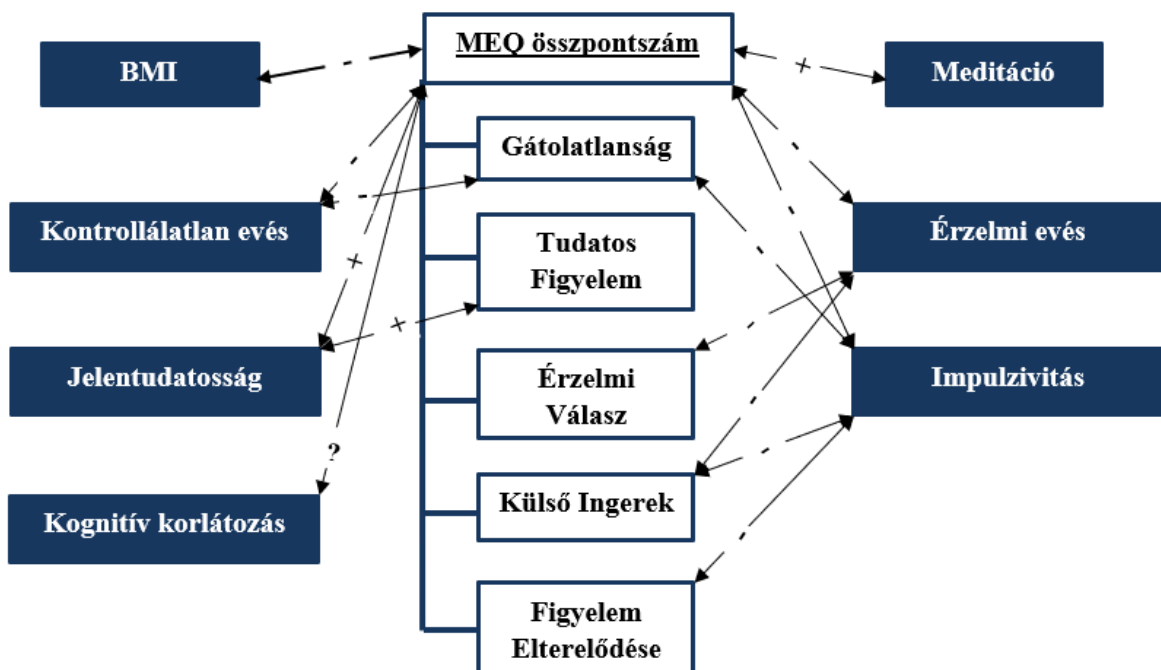 MEQ összpontszám
BMI
Meditáció
-
+
Gátolatlanság
-
-
-
-
Kontrollálatlan evés
Érzelmi evés
Tudatos
Figyelem
+
-
+
-
-
Jelentudatosság
Érzelmi
Válasz
Impulzivitás
?
-
Kognitív korlátozás
Külső Ingerek
-
Figyelem
Elterelődése